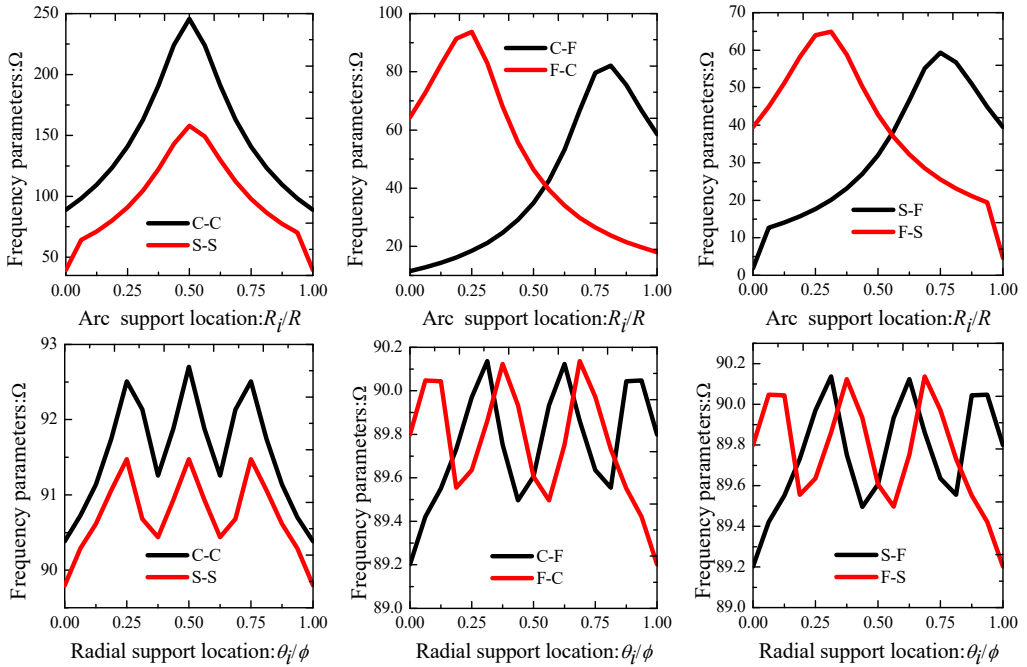 Frequency parameters:Ω
250
200
150
100
50
C-C
S-S
0.00 0.25 0.50 0.75 1.00
Arc support location:Ri/R
Frequency parameters:Ω
100
80
60
40
20
C-F
F-C
0.00 0.25 0.50 0.75 1.00
Arc support location:Ri/R
Frequency parameters:Ω
70
60
50
40
30
20
10
0
S-F
F-S
0.00 0.25 0.50 0.75 1.00
Arc support location:Ri/R
Frequency parameters:Ω
93
92
91
90
C-C
S-S
0.00 0.25 0.50 0.75 1.00
Radial support location:θi/ϕ
Frequency parameters:Ω
90.2
90.0
89.8
89.6
89.4
89.2
89.0
C-F
F-C
0.00 0.25 0.50 0.75 1.00
Radial support location:θi/ϕ
Frequency parameters:Ω
90.2
90.0
89.8
89.6
89.4
89.2
89.0
S-F
F-S
0.00 0.25 0.50 0.75 1.00
Radial support location:θi/ϕ